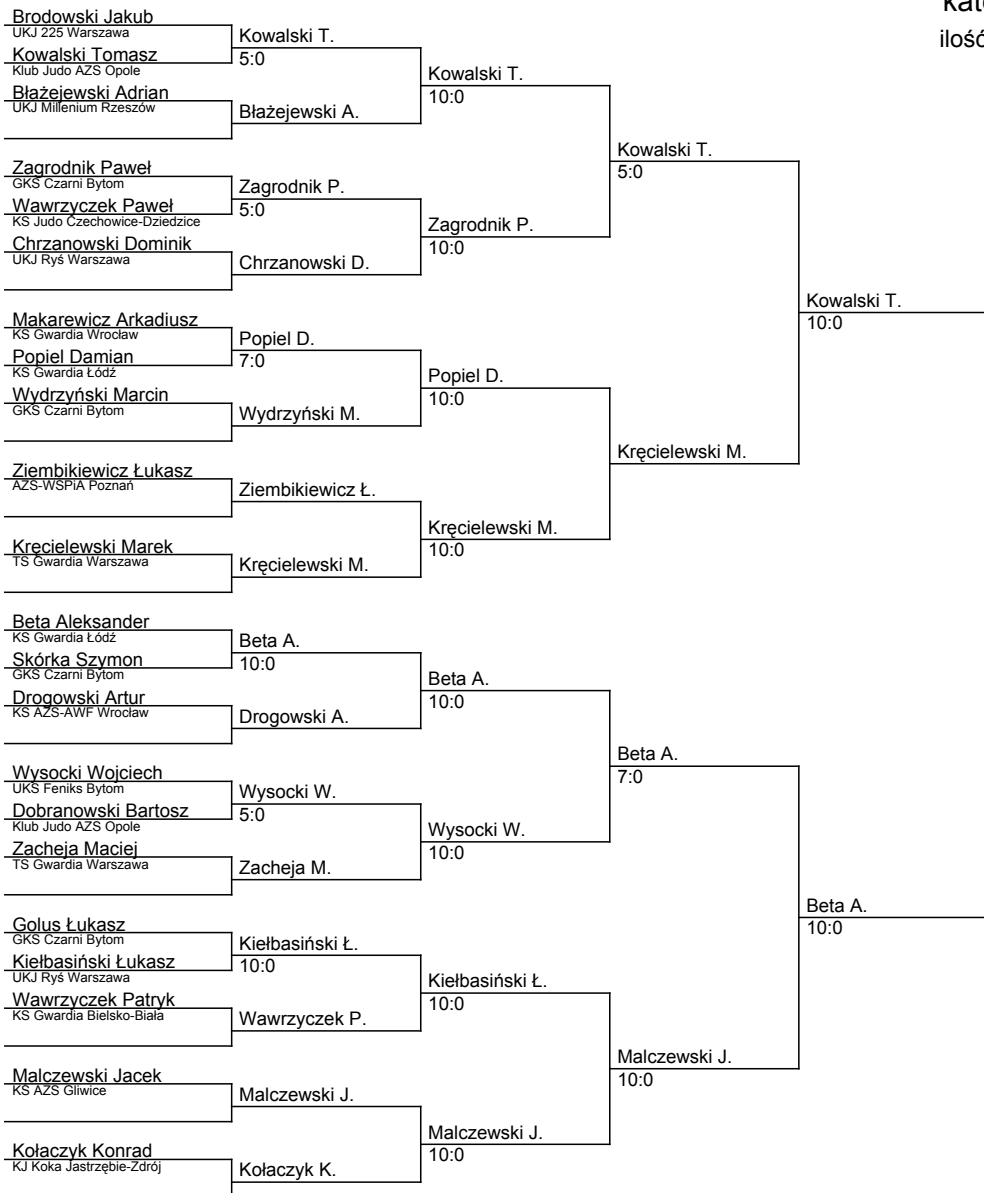 Brodowski Jakub
UKJ 225 Warszawa
Kowalski Tomasz
Klub Judo AZS Opole
Błażejewski Adrian
UKJ Millenium Rzeszów
Zagrodnik Paweł
GKS Czarni Bytom
Wawrzyczek Paweł
KS Judo Czechowice-Dziedzice
Chrzanowski Dominik
UKJ Ryś Warszawa
Makarewicz Arkadiusz
KS Gwardia Wrocław
Popiel Damian
KS Gwardia Łódź
Wydrzyński Marcin
GKS Czarni Bytom
Ziembikiewicz Łukasz
AZS-WSPiA Poznań
Kręcielewski Marek
TS Gwardia Warszawa
Beta Aleksander
KS Gwardia Łódź
Skórka Szymon
GKS Czarni Bytom
Drogowski Artur
KS AZS-AWF Wrocław
Wysocki Wojciech
UKS Feniks Bytom
Dobranowski Bartosz
Klub Judo AZS Opole
Zacheja Maciej
TS Gwardia Warszawa
Golus Łukasz
GKS Czarni Bytom
Kiełbasiński Łukasz
UKJ Ryś Warszawa
Wawrzyczek Patryk
KS Gwardia Bielsko-Biała
Malczewski Jacek
KS AZS Gliwice
Kołaczyk Konrad
KJ Koka Jastrzębie-Zdrój
Kowalski T.
5:0
Błażejewski A.
Zagrodnik P.
5:0
Chrzanowski D.
Popiel D.
7:0
Wydrzyński M.
Ziembikiewicz Ł.
Kręcielewski M.
Beta A.
10:0
Drogowski A.
Wysocki W.
5:0
Zacheja M.
Kiełbasiński Ł.
10:0
Wawrzyczek P.
Malczewski J.
Kołaczyk K.
Kowalski T.
10:0
Zagrodnik P.
10:0
Popiel D.
10:0
Kręcielewski M.
10:0
Beta A.
10:0
Wysocki W.
10:0
Kiełbasiński Ł.
10:0
Malczewski J.
10:0
Kowalski T.
5:0
Kręcielewski M.
Beta A.
7:0
Malczewski J.
10:0
Kowalski T.
10:0
Beta A.
10:0
ilość